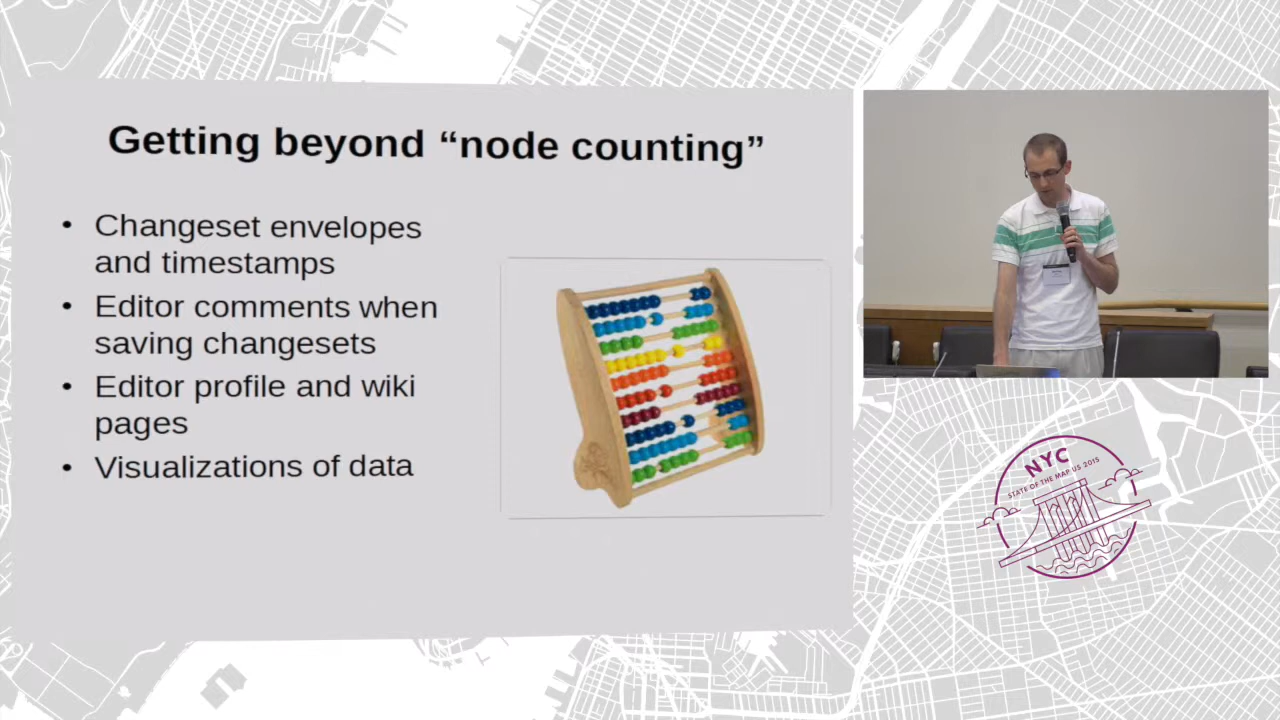 Getting beyond “node counting”
• Changeset envelopes
and timestamps
• Editor comments when
saving changesets
• Editor profile and wiki
pages
• Visualizations of data
NYC
STATE OF THE MAP US 2015